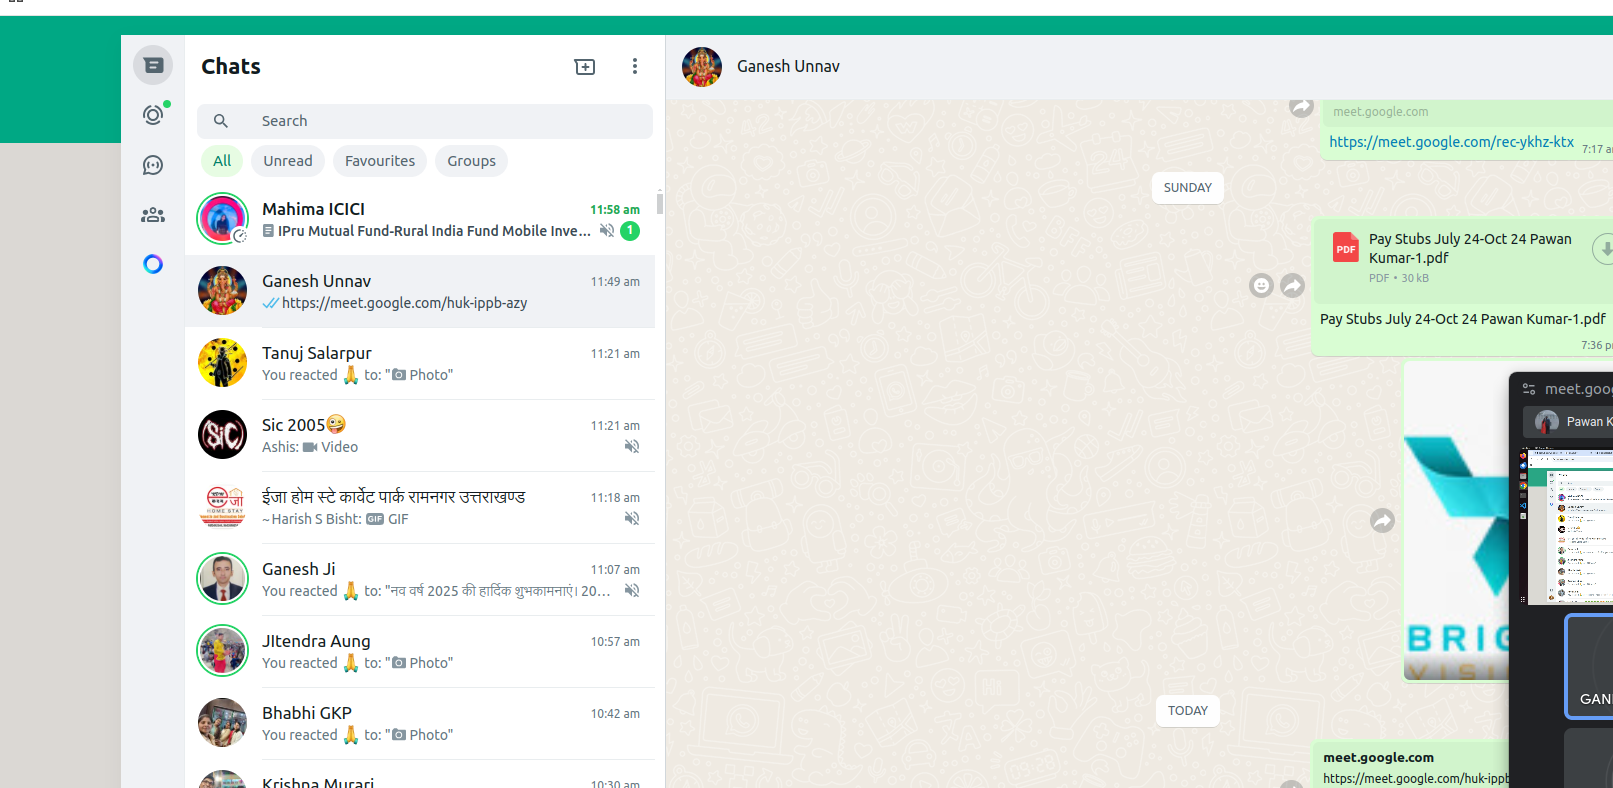 Chats
Search
All
Unread
Favourites
Groups
Mahima ICICI
11:58 am
IPru Mutual Fund-Rural India Fund Mobile Inve...
1
Ganesh Unnav
11:49 am
https://meet.google.com/huk-ippb-azy
Tanuj Salarpur
11:21 am
You reacted 🙏 to: "📷 Photo"
Sic 2005🤪
11:21 am
Ashis: Video
ईजा होम स्टे कार्वेट पार्क रामनगर उत्तराखण्ड
11:18 am
~Harish S Bisht: GIF GIF
Ganesh Ji
11:07 am
You reacted 🙏 to: "नव वर्ष 2025 की हार्दिक शुभकामनाएं। 20...
JItendra Aung
10:57 am
You reacted 🙏 to: "📷 Photo"
Bhabhi GKP
10:42 am
You reacted 🙏 to: "📷 Photo"
Krishna Murari
10:30 am
Ganesh Unnav
meet.google.com
https://meet.google.com/rec-ykhz-ktx
7:17 am
SUNDAY
PDF
Pay Stubs July 24-Oct 24 Pawan
Kumar-1.pdf
PDF • 30 kB
Pay Stubs July 24-Oct 24 Pawan Kumar-1.pdf
7:36 p
meet.goog
Pawan K
BRIG
VIS
GAN
TODAY
meet.google.com
https://meet.google.com/huk-ippb